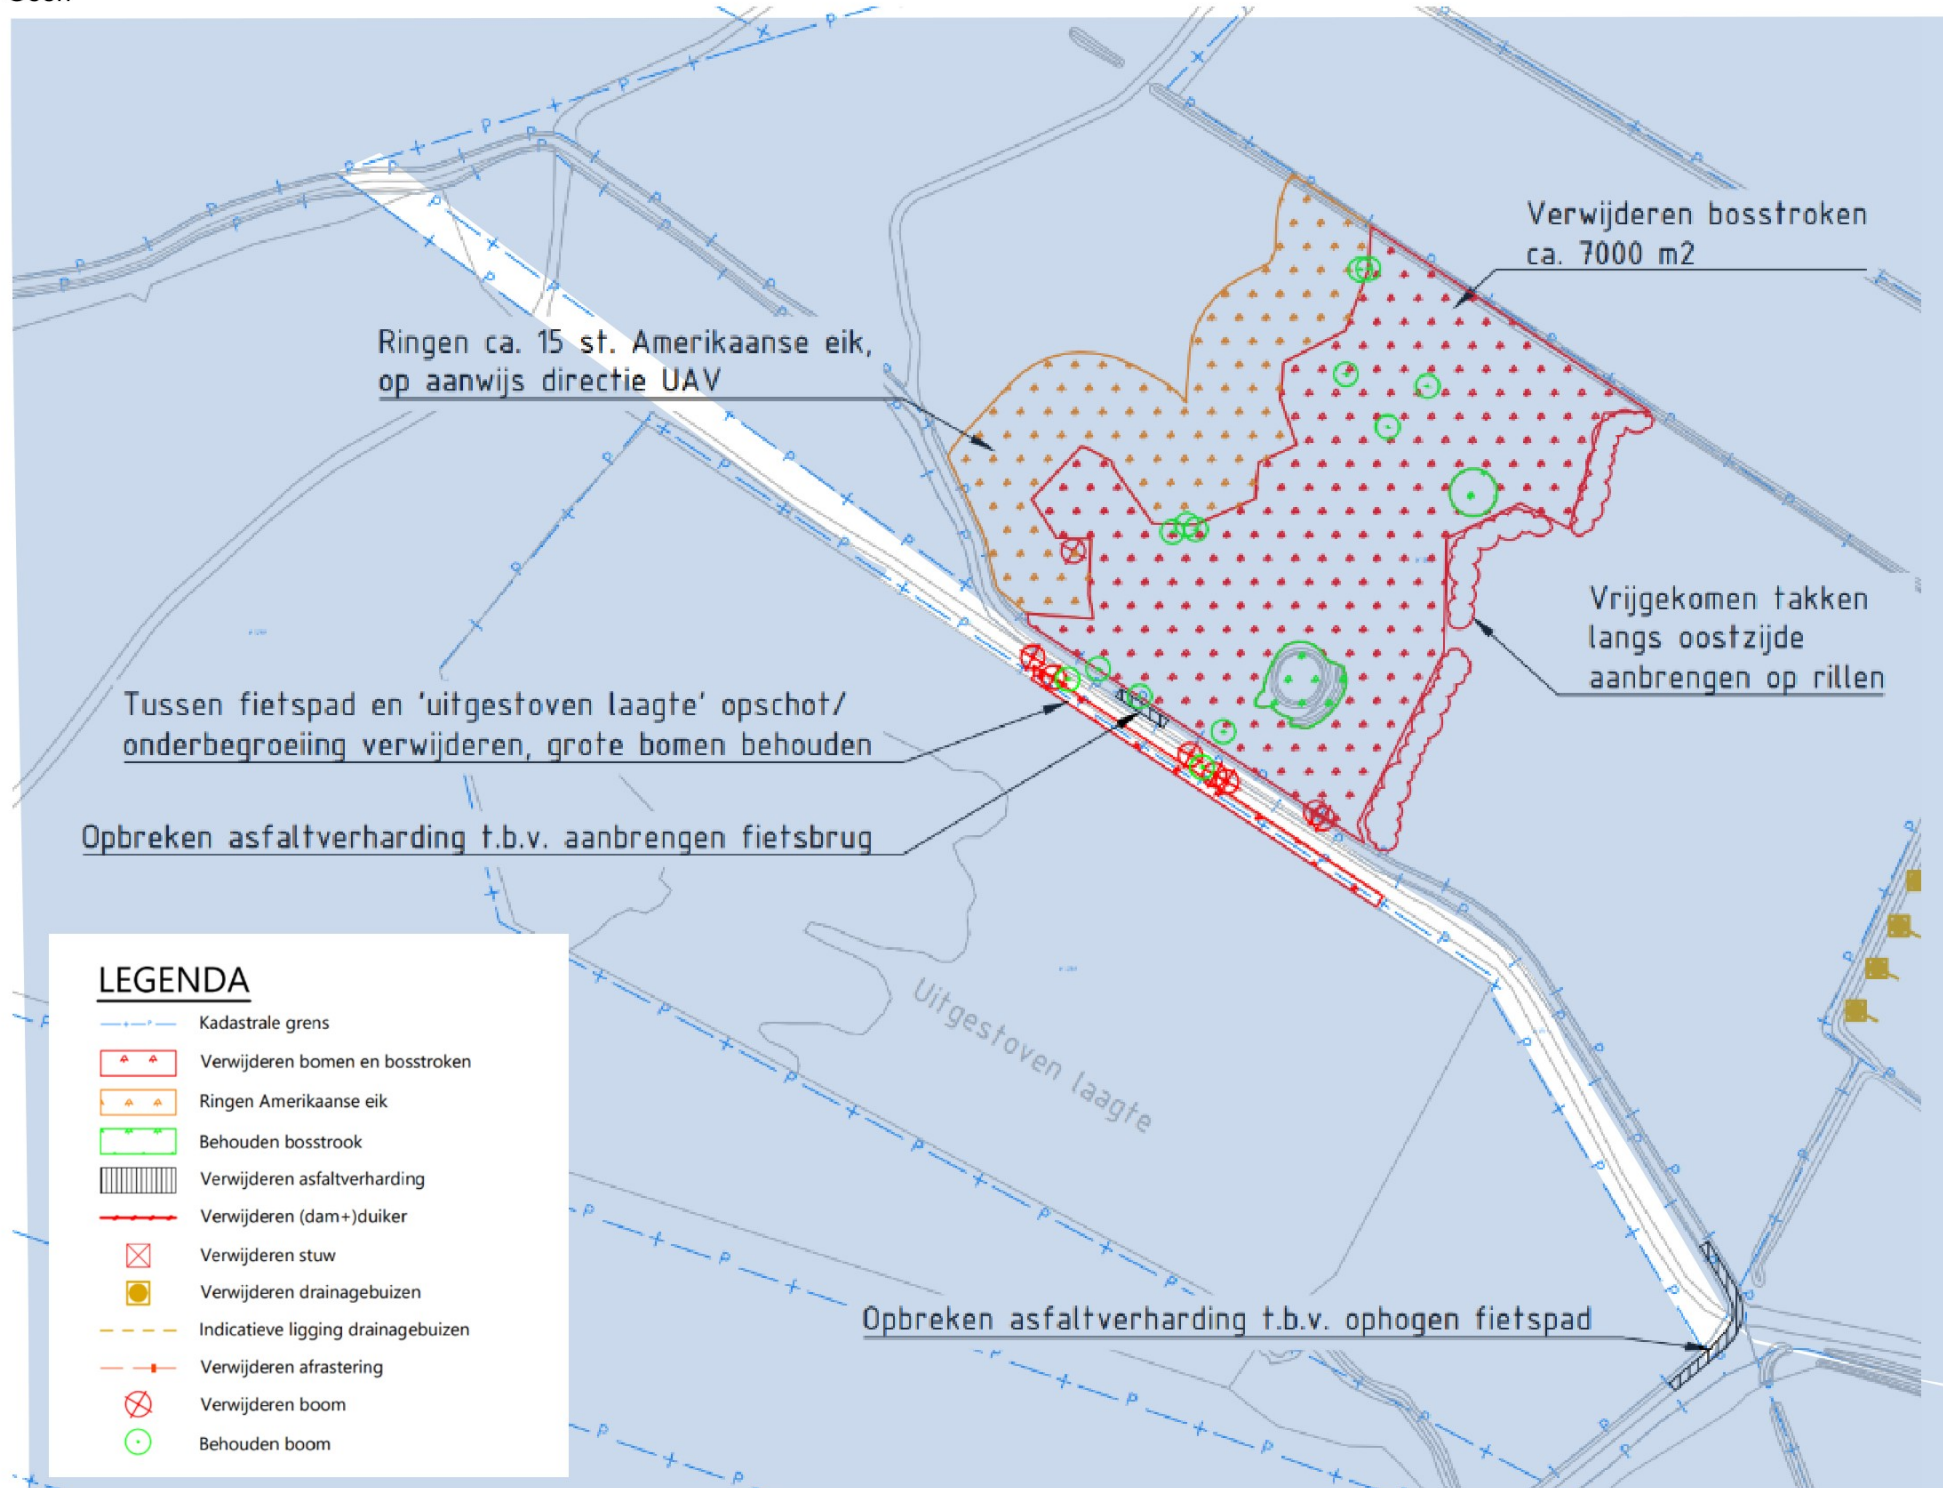 Verwijderen bosstroken
ca. 7000 m2
Ringen ca. 15 st. Amerikaanse eik,
op aanwijs directie UAV
Vrijgekomen takken
langs oostzijde
aanbrengen op rillen
Tussen fietspad en 'uitgestoven laagte' opschot/
onderbegroeiing verwijderen, grote bomen behouden
Opbreken asfaltverharding t.b.v. aanbrengen fietsbrug
Uitgestoven laagte
Opbreken asfaltverharding t.b.v. ophogen fietspad
LEGENDA
Kadastrale grens
Verwijderen bomen en bosstroken
Ringen Amerikaanse eik
Behouden bosstrook
Verwijderen asfaltverharding
Verwijderen (dam+)duiker
Verwijderen stuw
Verwijderen drainagebuizen
Indicatieve ligging drainagebuizen
Verwijderen afrastering
Verwijderen boom
Behouden boom